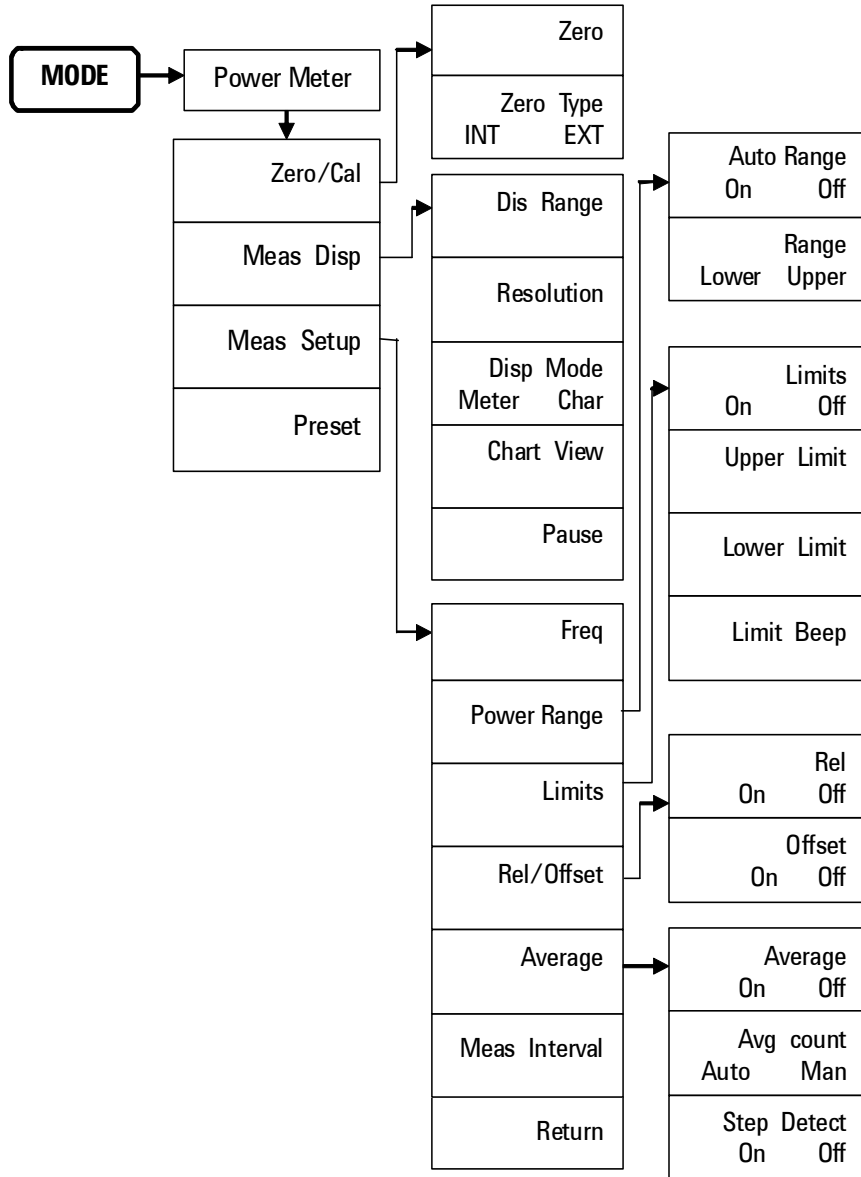 MODE
Power Meter
Zero/Cal
Meas Disp
Meas Setup
Preset
Zero
Zero Type
INT EXT
Dis Range
Resolution
Disp Mode
Meter Char
Chart View
Pause
Freq
Power Range
Limits
Rel/Offset
Average
Meas Interval
Return
Auto Range
On Off
Range
Lower Upper
Limits
On Off
Upper Limit
Lower Limit
Limit Beep
Rel
On Off
Offset
On Off
Average
On Off
Avg count
Auto Man
Step Detect
On Off